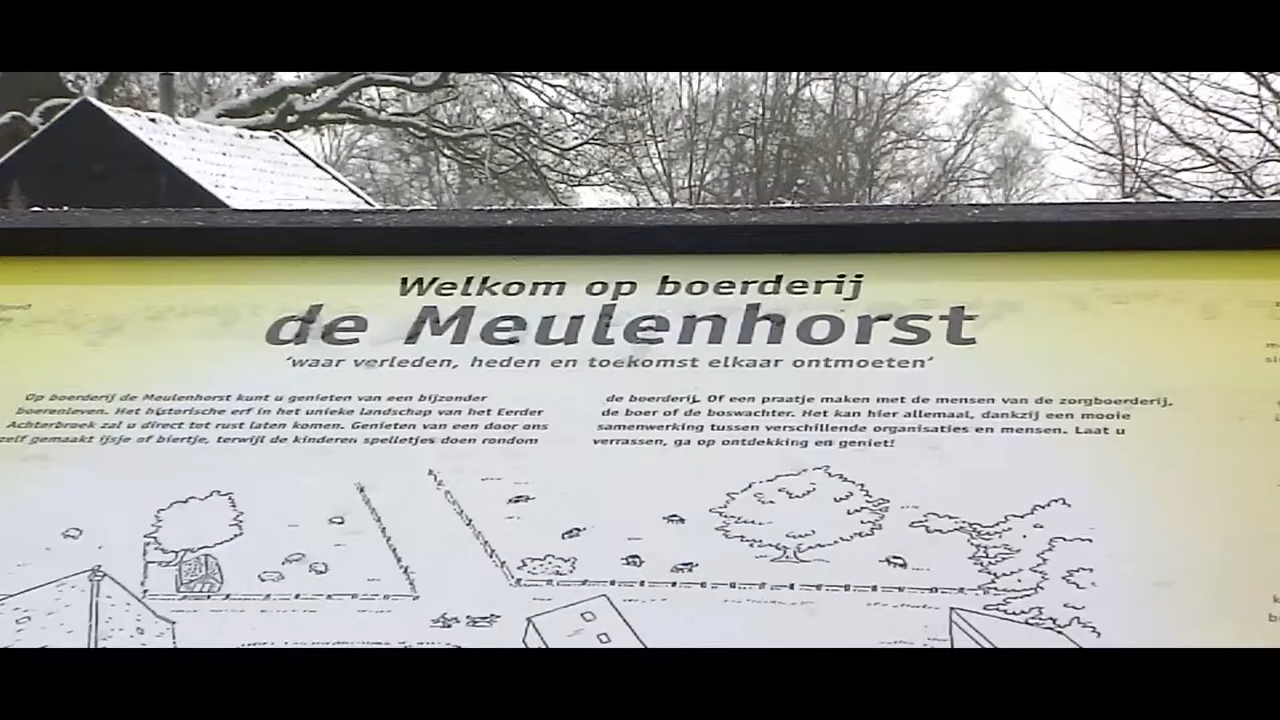 Welkom op boerderij
de Meulenhorst
'waar verleden, heden en toekomst elkaar ontmoeten'
Op boerderij de Meulenhorst kunt u genieten van een bijzonder
boerenleven. Het historische erf in het unieke landschap van het Eerder
Achterbroek zal u direct tot rust laten komen. Genieten van een door ons
zelf gemaakt ijsje of biertje, terwijl de kinderen spelletjes doen rondom
de boerderij. Of een praatje maken met de mensen van de zorgboerderij,
de boer of de boswachter. Het kan hier allemaal, dankzij een mooie
samenwerking tussen verschillende organisaties en mensen. Laat u
verrassen, ga op ontdekking en geniet!